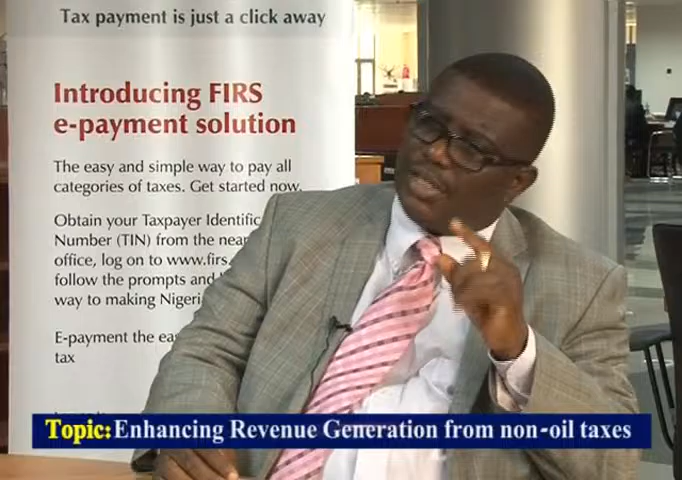 Tax payment is just a click away
Introducing FIRS
e-payment solution
The easy and simple way to pay all
categories of taxes. Get started now.
Obtain your Taxpayer
Number (TIN) from the
office, log on to www.firs.
follow the prompts and
way to making
E-payment the
tax
Topic: Enhancing Revenue Generation from non-oil taxes